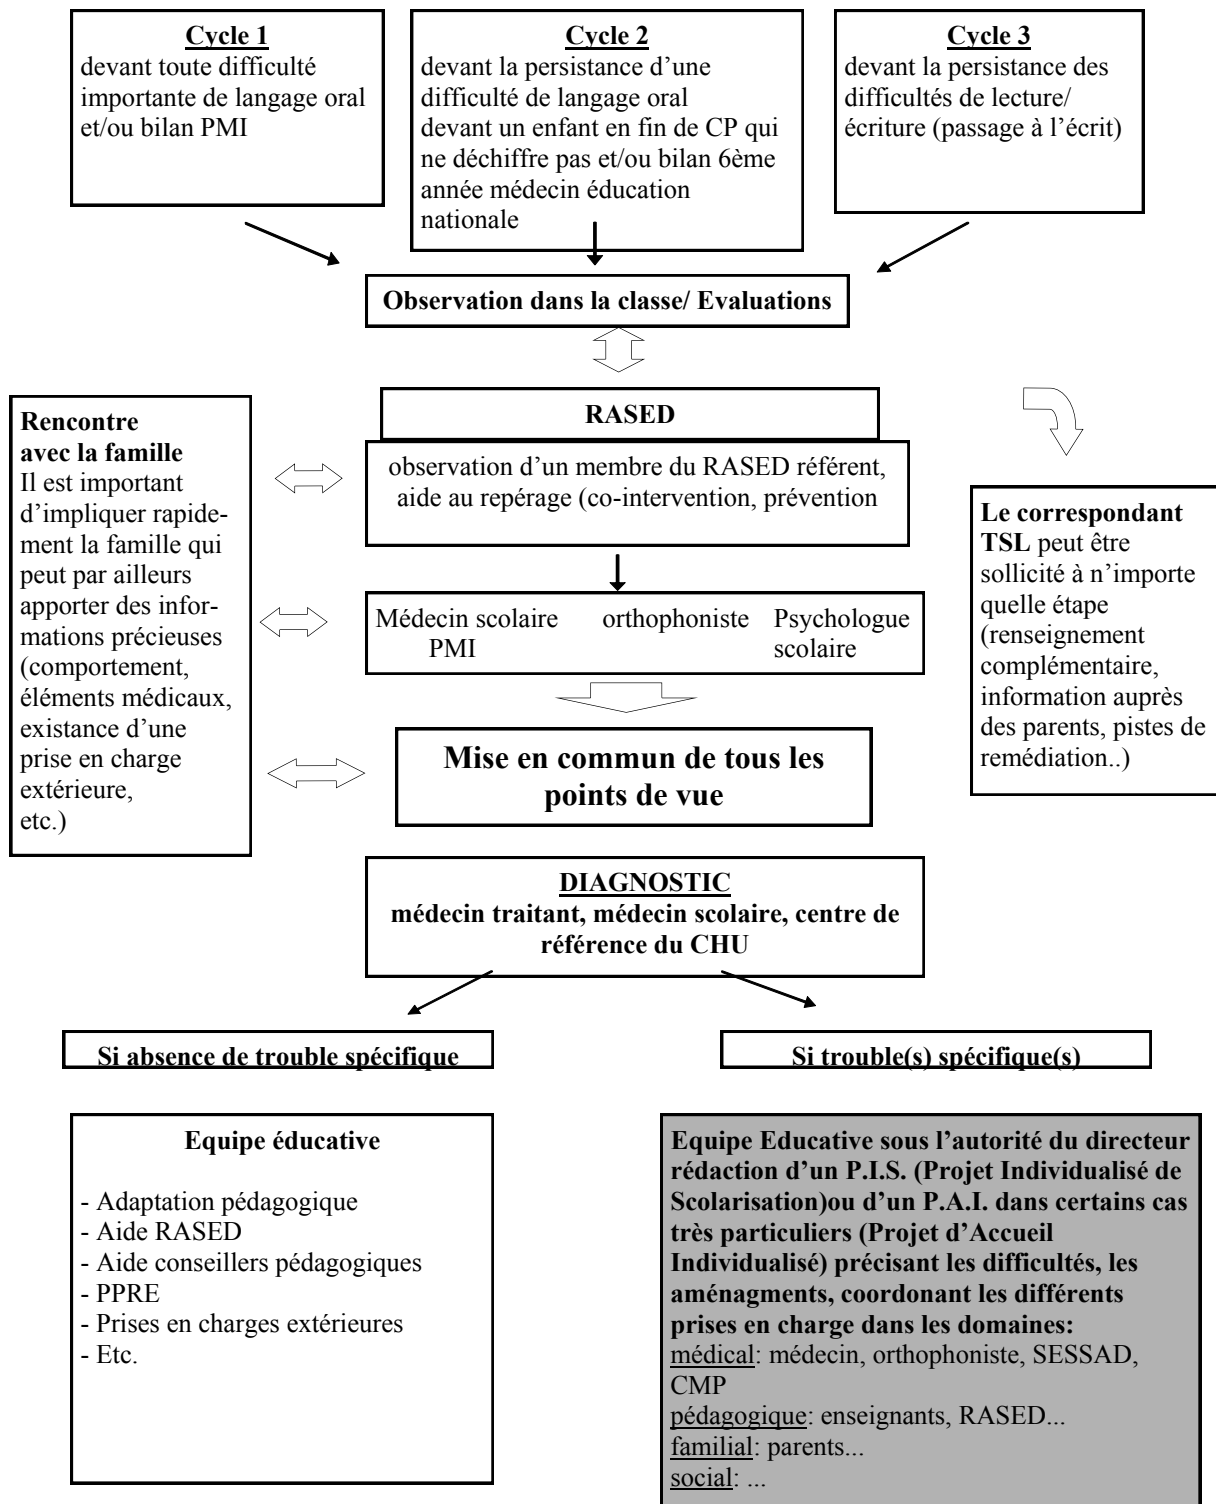 Cycle 1
devant toute difficulté
importante de langage oral
et/ou bilan PMI
Cycle 2
devant la persistance d’une
difficulté de langage oral
devant un enfant en fin de CP qui
ne déchiffre pas et/ou bilan 6ème
année médecin éducation
nationale
Cycle 3
devant la persistance des
difficultés de lecture/
écriture (passage à l’écrit)
Observation dans la classe/ Evaluations
RASED
observation d’un membre du RASED référent,
aide au repérage (co-intervention, prévention
Rencontre
avec la famille
Il est important
d’impliquer rapide-
ment la famille qui
peut par ailleurs
apporter des infor-
mations précieuses
(comportement,
éléments médicaux,
existance d’une
prise en charge
extérieure,
etc.)
Le correspondant
TSL peut être
sollicité à n’importe
quelle étape
(renseignement
complémentaire,
information auprès
des parents, pistes de
remédiation..)
Médecin scolaire orthophoniste Psychologue
PMI scolaire
Mise en commun de tous les
points de vue
DIAGNOSTIC
médecin traitant, médecin scolaire, centre de
référence du CHU
Si absence de trouble spécifique
Si trouble(s) spécifique(s)
Equipe éducative
- Adaptation pédagogique
- Aide RASED
- Aide conseillers pédagogiques
- PPRE
- Prises en charges extérieures
- Etc.
Equipe Educative sous l’autorité du directeur
rédaction d’un P.I.S. (Projet Individualisé de
Scolarisation)ou d’un P.A.I. dans certains cas
très particuliers (Projet d’Accueil
Individualisé) précisant les difficultés, les
aménagments, coordonant les différents
prises en charge dans les domaines:
médical: médecin, orthophoniste, SESSAD,
CMP
pédagogique: enseignants, RASED...
familial: parents...
social: ...